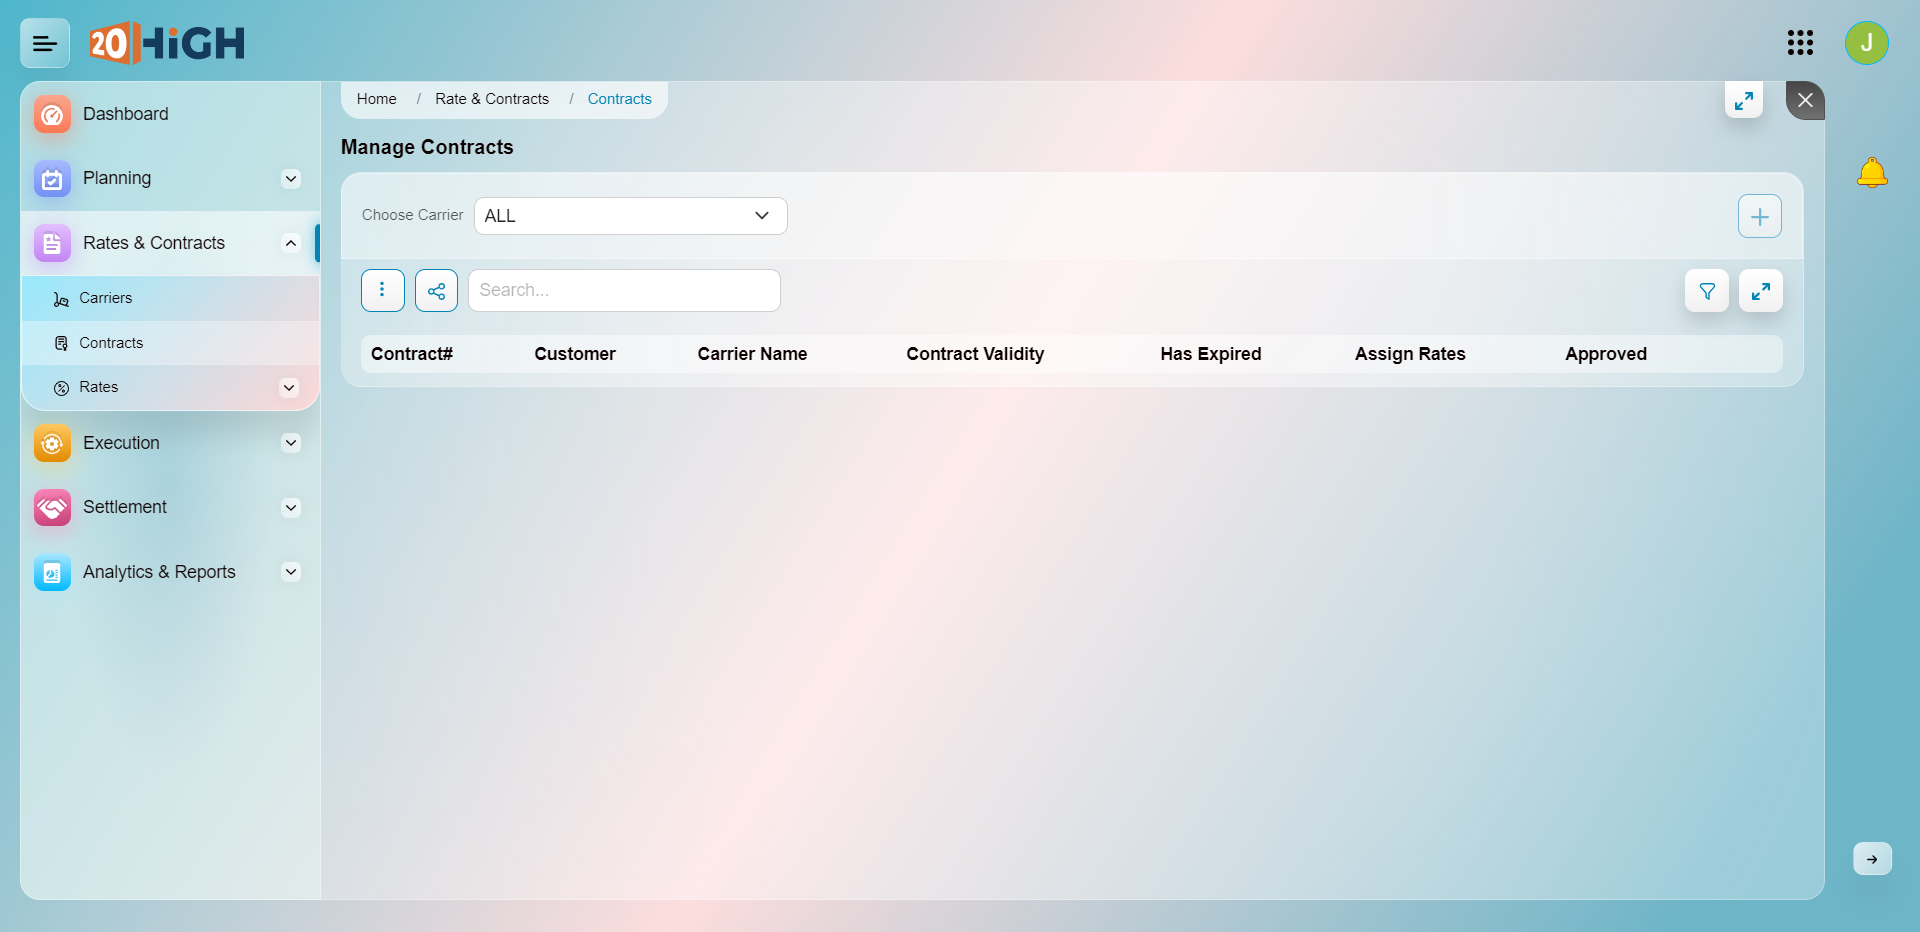 20HiGH
J
Dashboard
Planning
Rates & Contracts
Carriers
Contracts
Rates
Execution
Settlement
Analytics & Reports
Home / Rate & Contracts / Contracts
Manage Contracts
Choose Carrier ALL
Search...
Contract# Customer Carrier Name Contract Validity Has Expired Assign Rates Approved